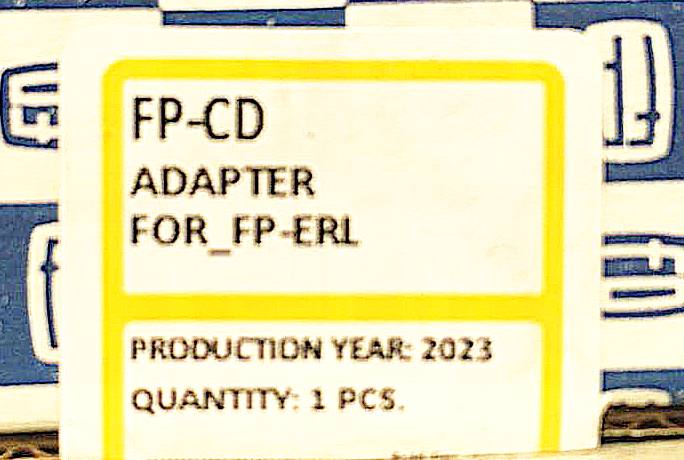 FP-CD
ADAPTER
FOR_FP-ERL
PRODUCTION YEAR: 2023
QUANTITY: 1 PCS.